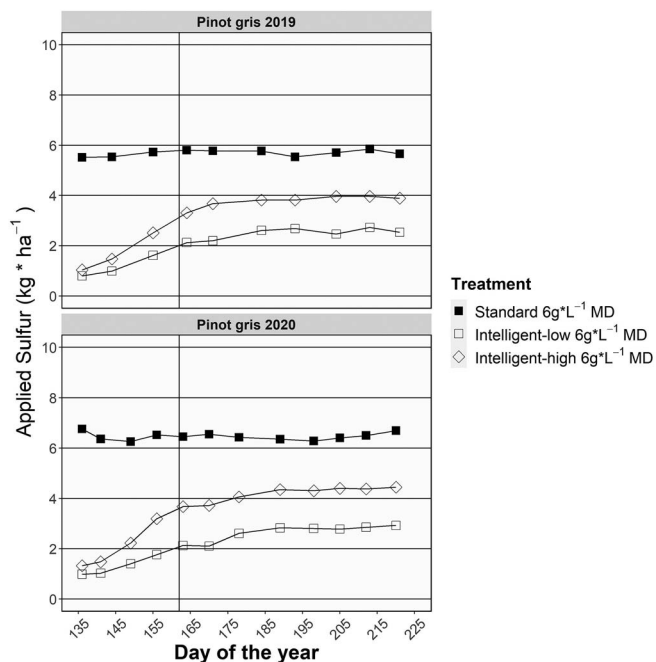 Pinot gris 2019
10
8
6
4
2
0
Pinot gris 2020
10
8
6
4
2
0
135 145 155 165 175 185 195 205 215 225
Day of the year
Applied Sulfur (kg * ha⁻¹ )
Treatment
Standard 6g*L⁻¹ MD
Intelligent-low 6g*L⁻¹ MD
Intelligent-high 6g*L⁻¹ MD